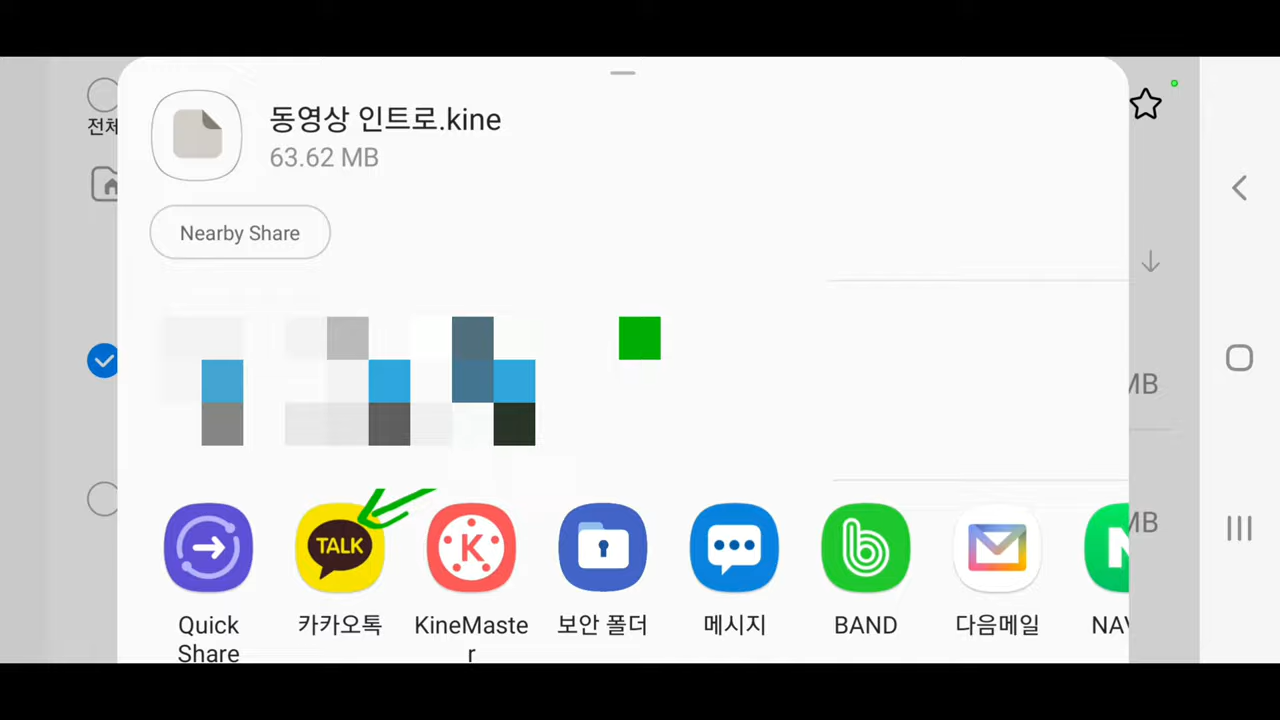 전체
동영상 인트로.kine
63.62 MB
Nearby Share
MB
MB
TALK
Quick
Share
카카오톡
KineMaste
r
보안 폴더
메시지
BAND
다음메일
NAV